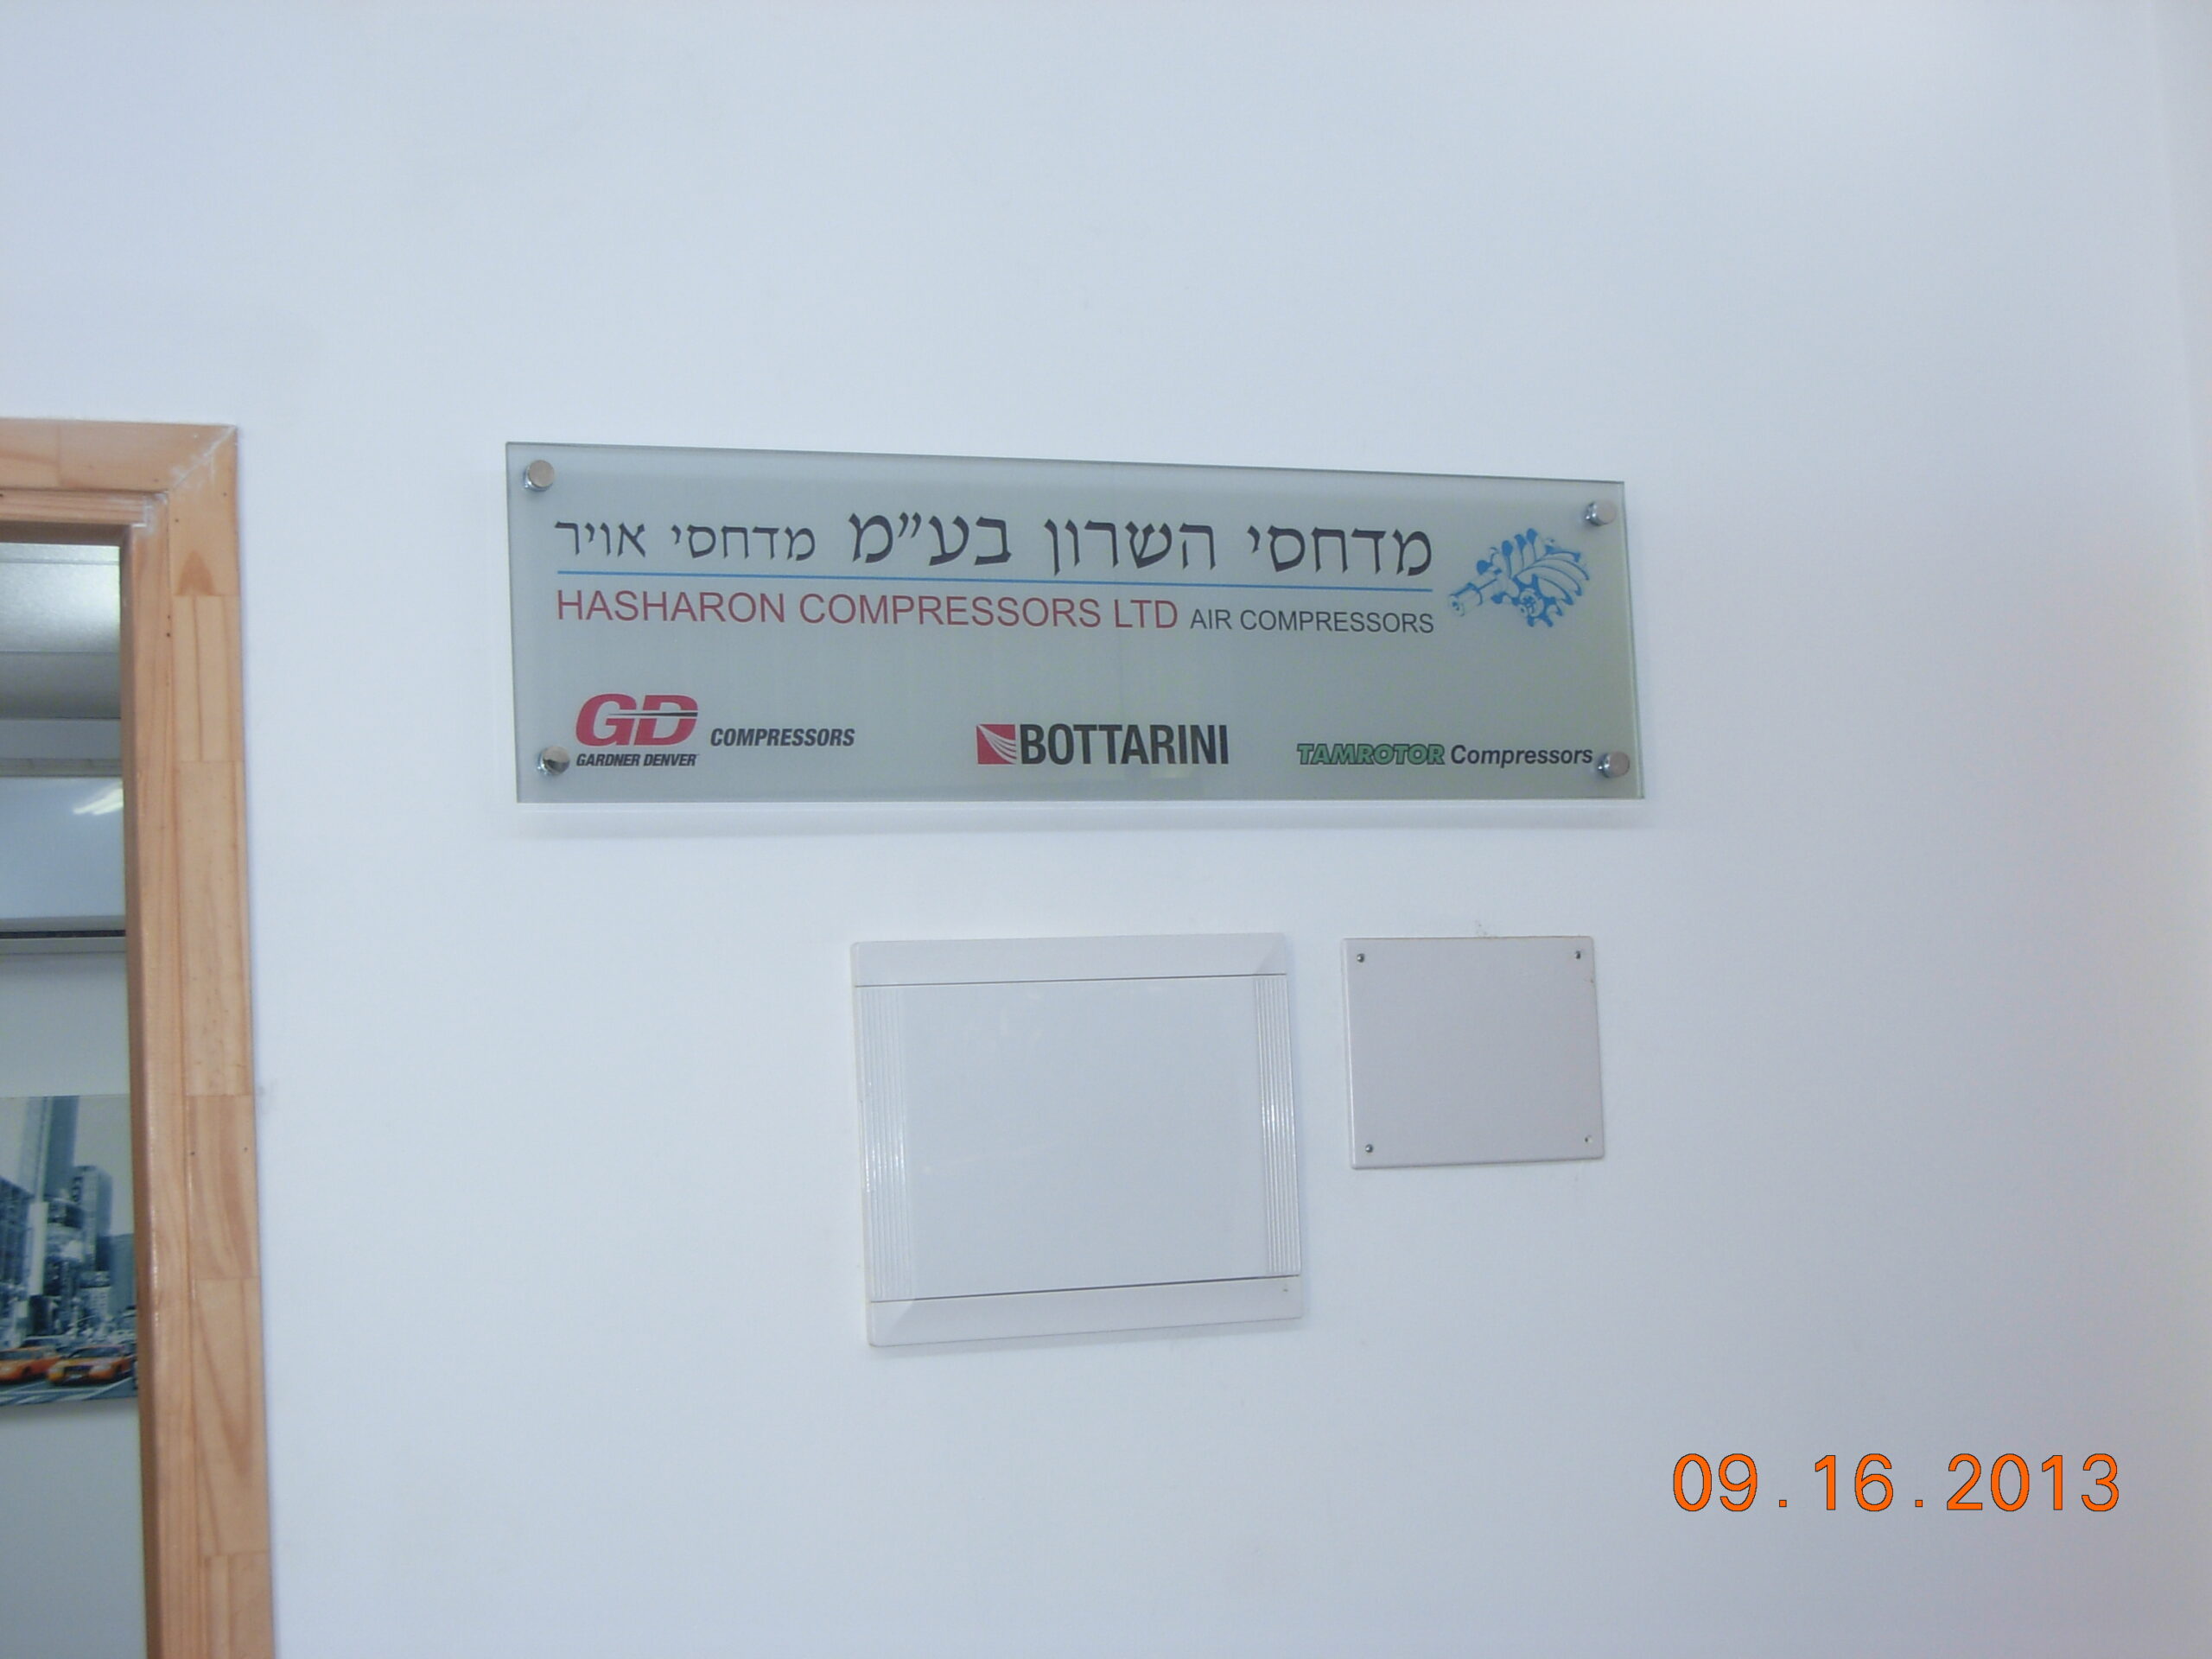 מדחסי השרון בע"מ מדחסי אויר
HASHARON COMPRESSORS LTD AIR COMPRESSORS
GD COMPRESSORS
GARDNER DENVER
BOTTARINI
TAMROTOR Compressors
09.16.2013